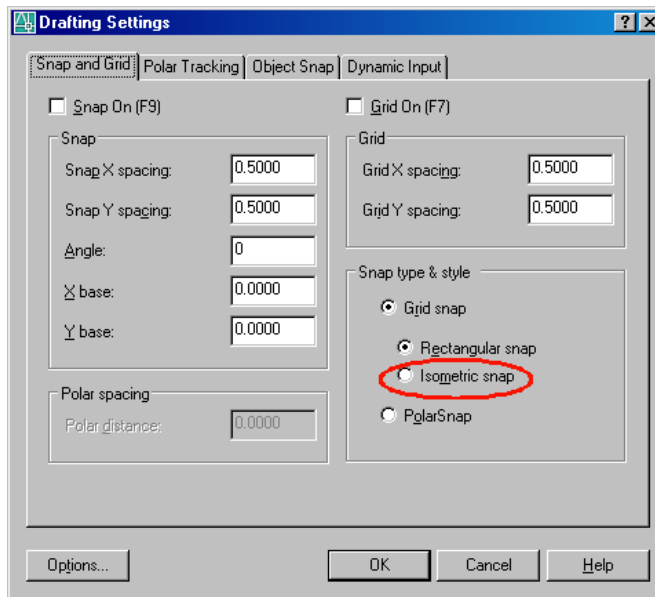 Drafting Settings
Snap and Grid Polar Tracking Object Snap Dynamic Input
Snap On (F9)
Snap
Snap X spacing: 0.5000
Snap Y spacing: 0.5000
Angle: 0
X base: 0.0000
Y base: 0.0000
Polar spacing
Polar distance: 0.0000
Grid On (F7)
Grid
Grid X spacing: 0.5000
Grid Y spacing: 0.5000
Snap type & style
Grid snap
Rectangular snap
Isometric snap
PolarSnap
Options... OK Cancel Help